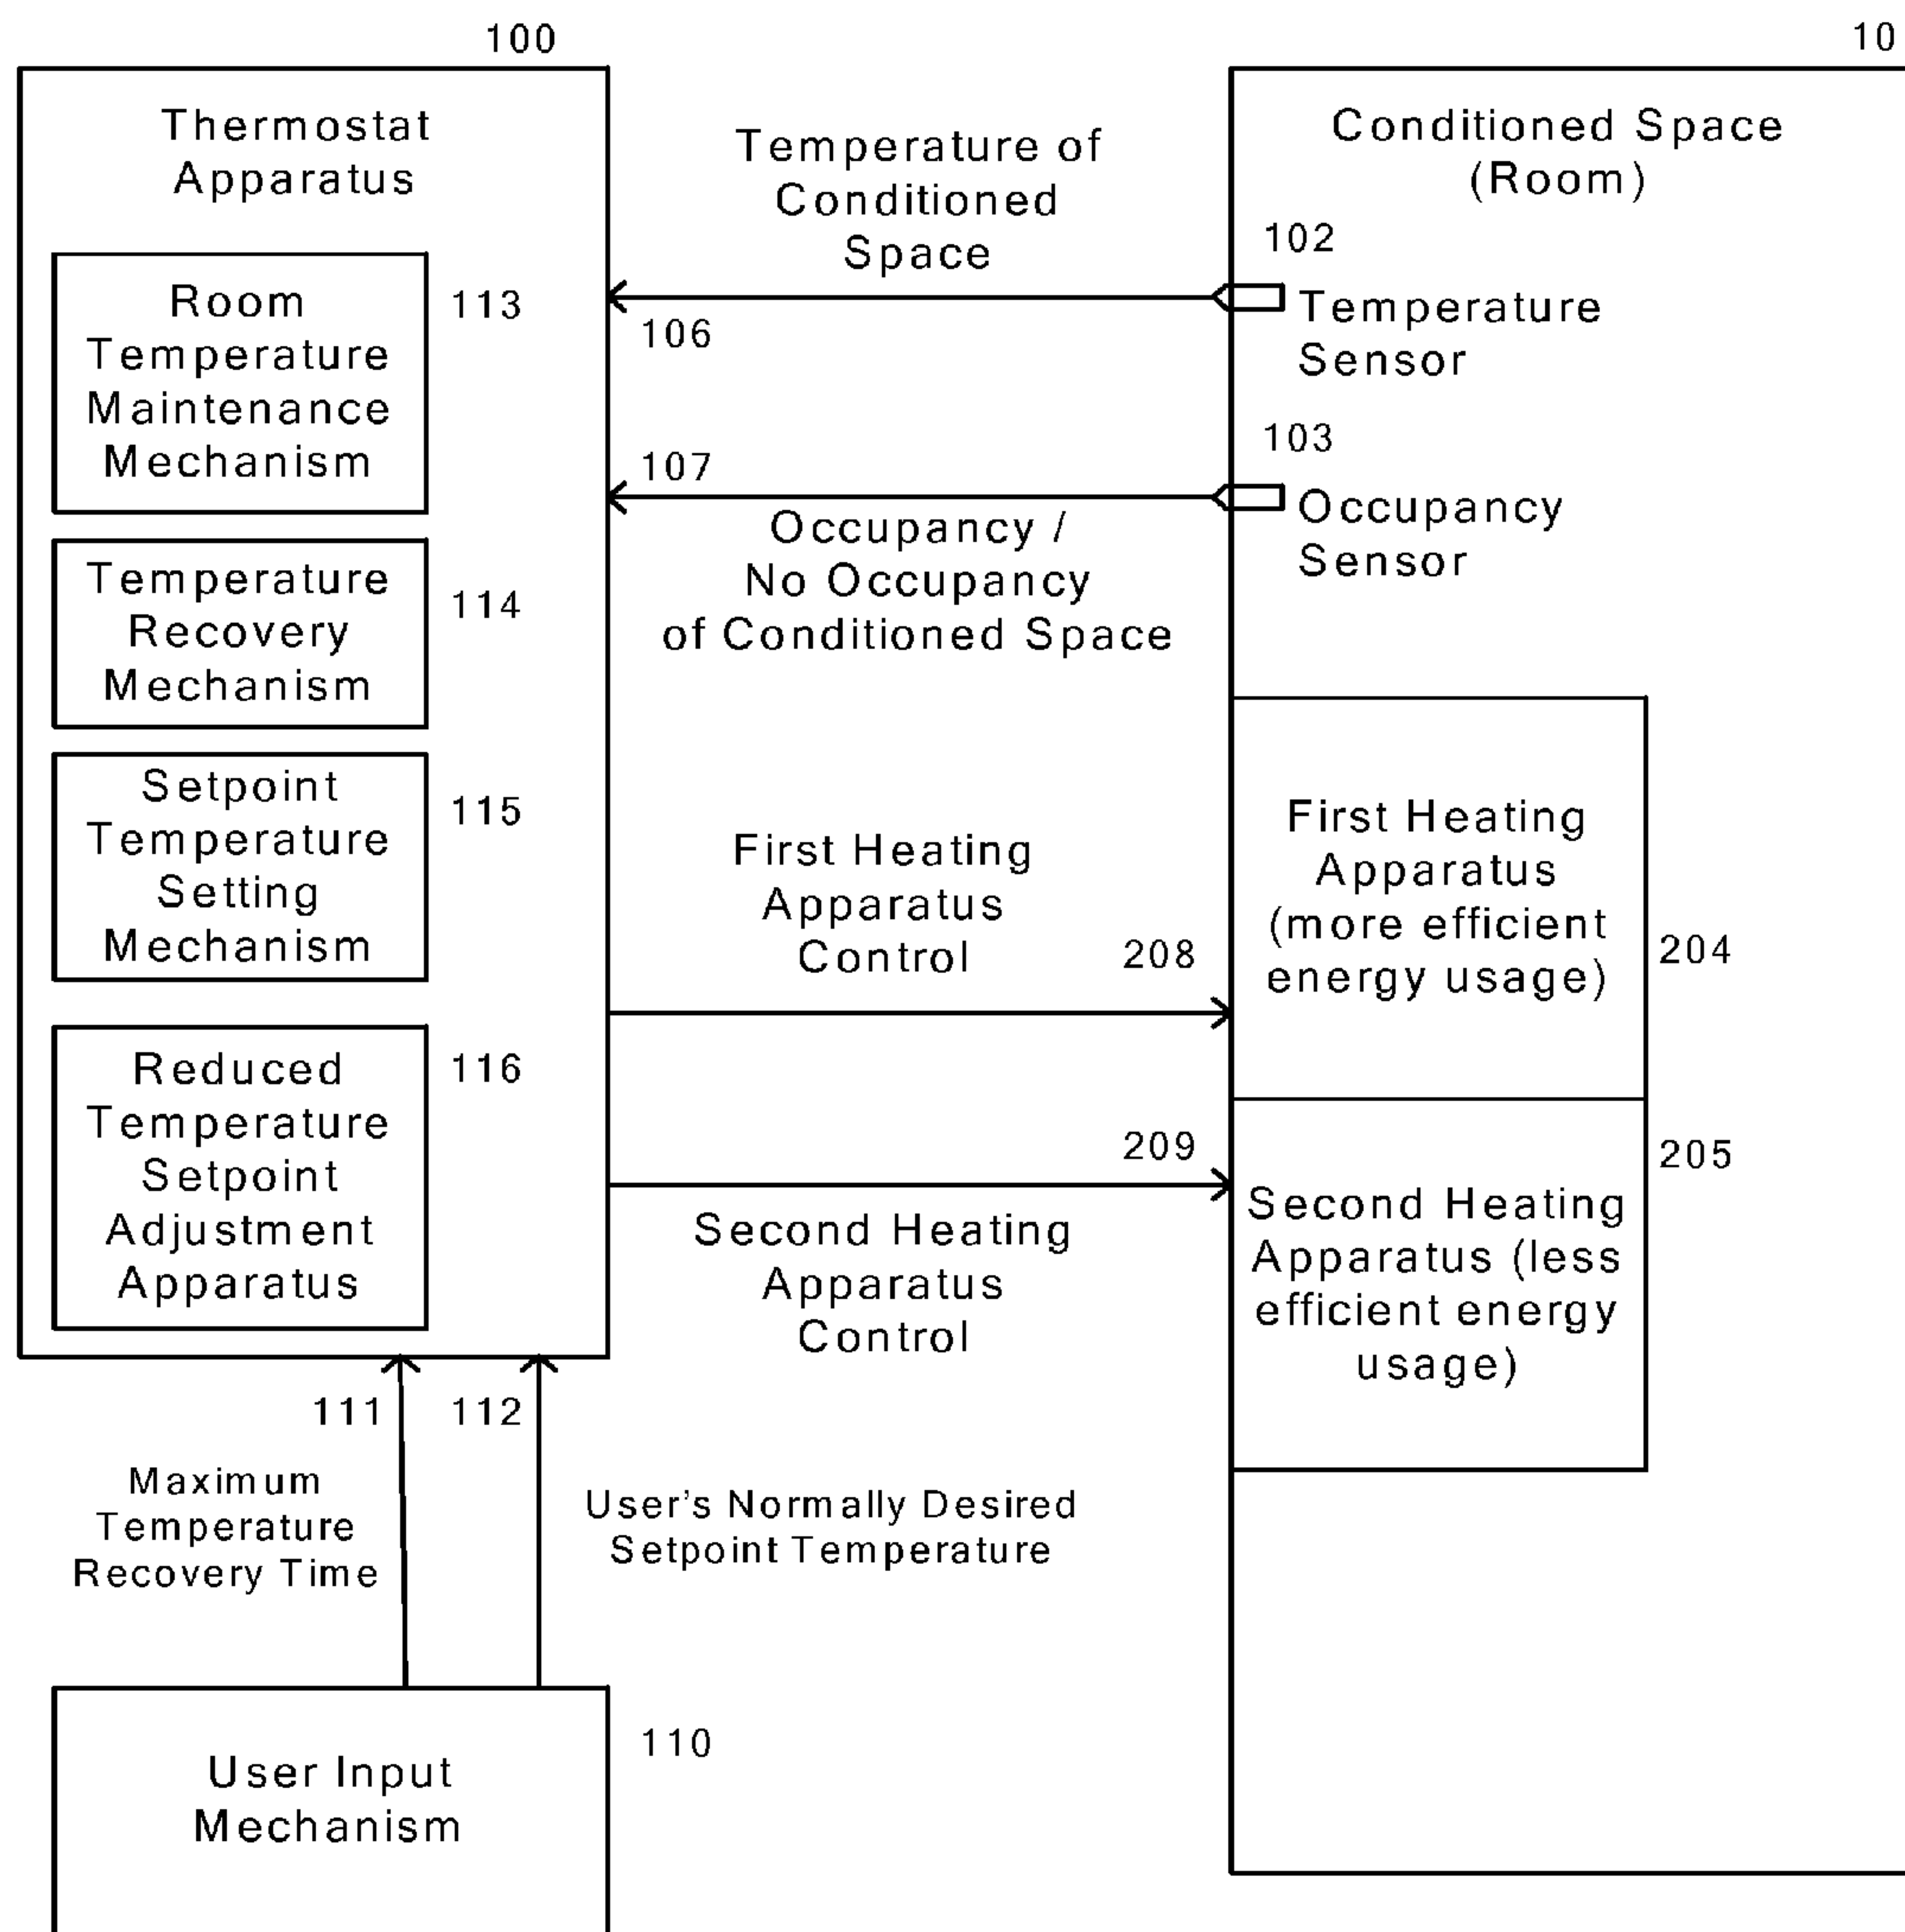 100
Thermostat
Apparatus
Room
Temperature
Maintenance
Mechanism
113
Temperature
Recovery
Mechanism
114
Setpoint
Temperature
Setting
Mechanism
115
Reduced
Temperature
Setpoint
Adjustment
Apparatus
116
Temperature of
Conditioned
Space
106
107
Occupancy /
No Occupancy
of Conditioned Space
First Heating
Apparatus
Control
208
209
Second Heating
Apparatus
Control
10
Conditioned Space
(Room)
102
Temperature
Sensor
103
Occupancy
Sensor
First Heating
Apparatus
(more efficient
energy usage)
204
Second Heating
Apparatus (less
efficient energy
usage)
205
111
112
Maximum
Temperature
Recovery Time
User's Normally Desired
Setpoint Temperature
User Input
Mechanism
110